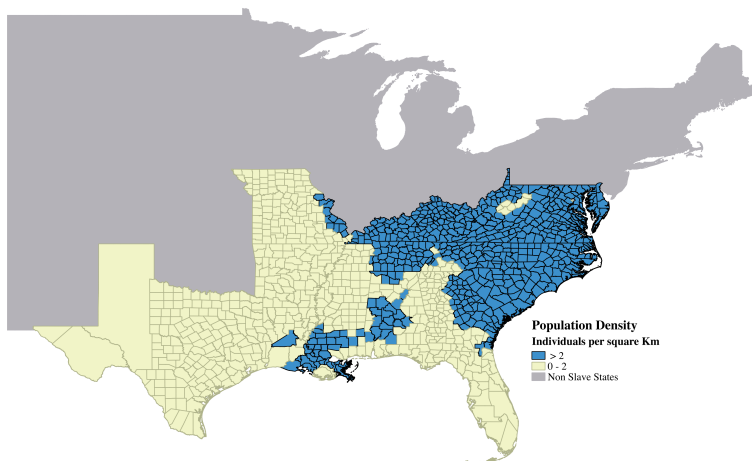 Population Density
Individuals per square Km
> 2
0 - 2
Non Slave States